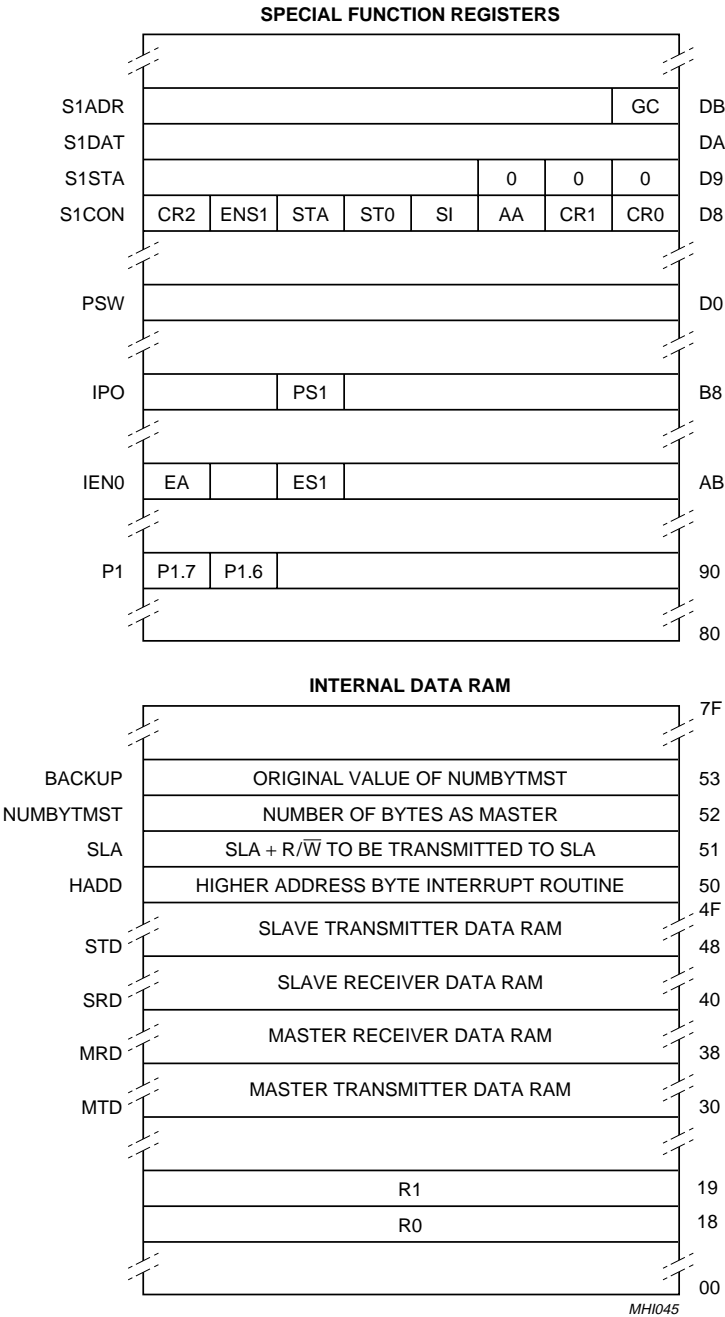 SPECIAL FUNCTION REGISTERS
S1ADR GC DB
S1DAT DA
S1STA 0 0 0 D9
S1CON CR2 ENS1 STA ST0 SI AA CR1 CR0 D8
PSW D0
IPO PS1 B8
IEN0 EA ES1 AB
P1 P1.7 P1.6 90
80
INTERNAL DATA RAM
7F
BACKUP ORIGINAL VALUE OF NUMBYTMST 53
NUMBYTMST NUMBER OF BYTES AS MASTER 52
SLA SLA + R/W̅ TO BE TRANSMITTED TO SLA 51
HADD HIGHER ADDRESS BYTE INTERRUPT ROUTINE 50
4F
STD SLAVE TRANSMITTER DATA RAM 48
SRD SLAVE RECEIVER DATA RAM 40
MRD MASTER RECEIVER DATA RAM 38
MTD MASTER TRANSMITTER DATA RAM 30
R1 19
R0 18
00
MHI045